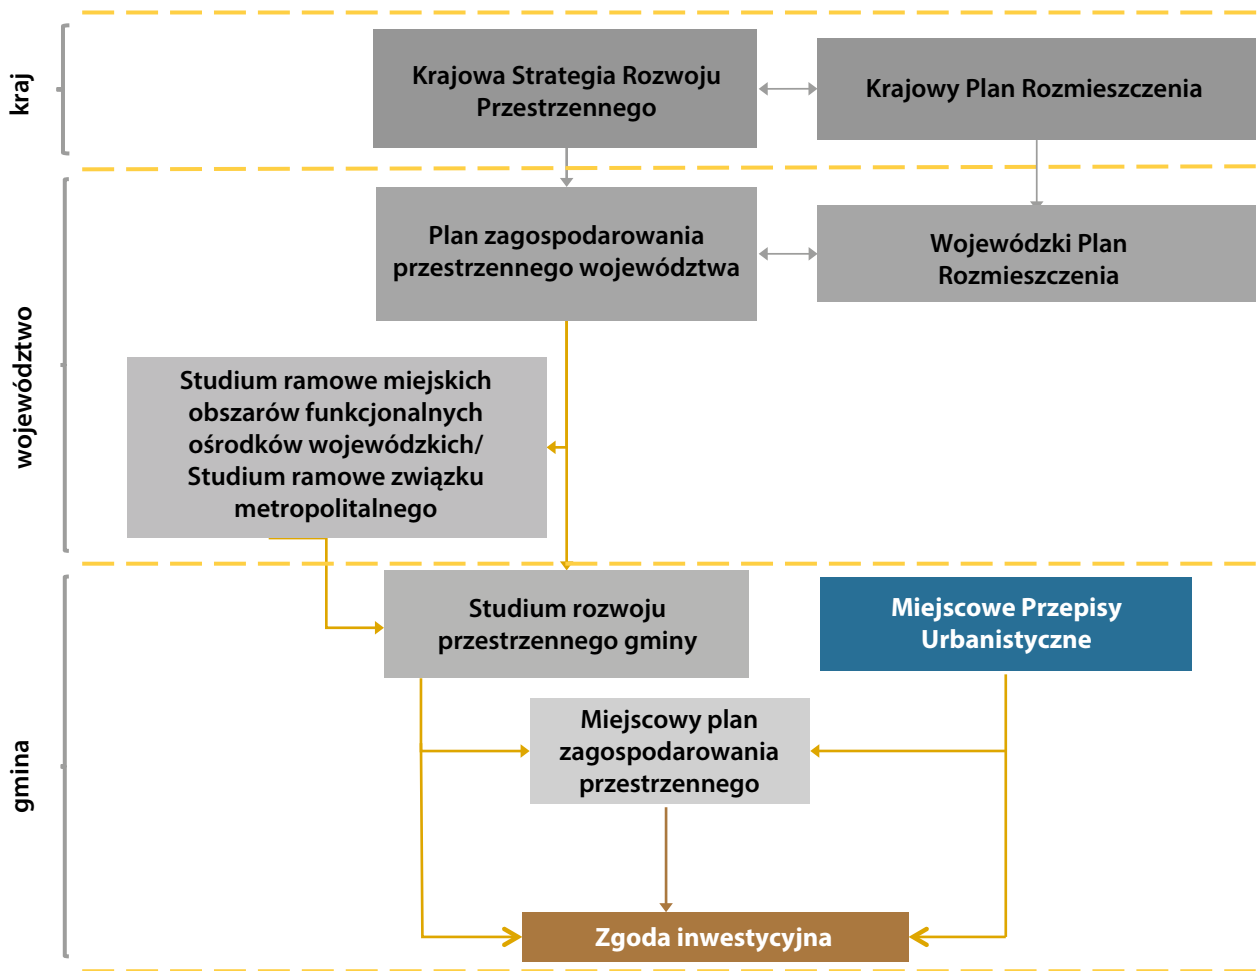 kraj
Krajowa Strategia Rozwoju
Przestrzennego
Krajowy Plan Rozmieszczenia
województwo
Plan zagospodarowania
przestrzennego województwa
Wojewódzki Plan
Rozmieszczenia
Studium ramowe miejskich
obszarów funkcjonalnych
ośrodków wojewódzkich/
Studium ramowe związku
metropolitalnego
gmina
Studium rozwoju
przestrzennego gminy
Miejscowe Przepisy
Urbanistyczne
Miejscowy plan
zagospodarowania
przestrzennego
Zgoda inwestycyjna